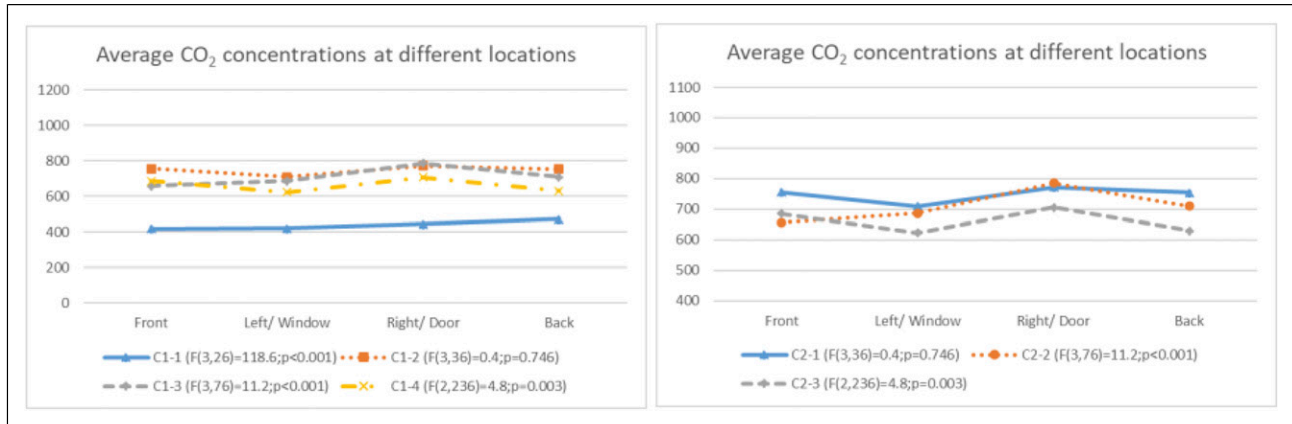 Average CO₂ concentrations at different locations
1200
1000
800
600
400
200
0
Front Left/ Window Right/ Door Back
C1-1 (F(3,26)=118.6;p<0.001) C1-2 (F(3,36)=0.4;p=0.746)
C1-3 (F(3,76)=11.2;p<0.001) C1-4 (F(2,236)=4.8;p=0.003)
Average CO₂ concentrations at different locations
1100
1000
900
800
700
600
500
400
Front Left/ Window Right/ Door Back
C2-1 (F(3,36)=0.4;p=0.746) C2-2 (F(3,76)=11.2;p<0.001)
C2-3 (F(2,236)=4.8;p=0.003)